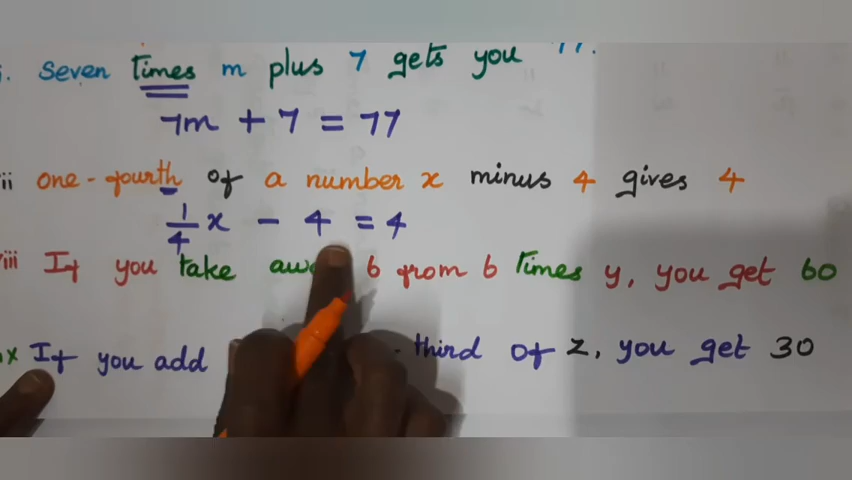 Seven times m plus 7 gets you 77.
7m + 7 = 77
ii one-fourth of a number x minus 4 gives 4
1/4 x - 4 = 4
iii If you take away 6 from 6 times y, you get 60
x If you add third of z, you get 30